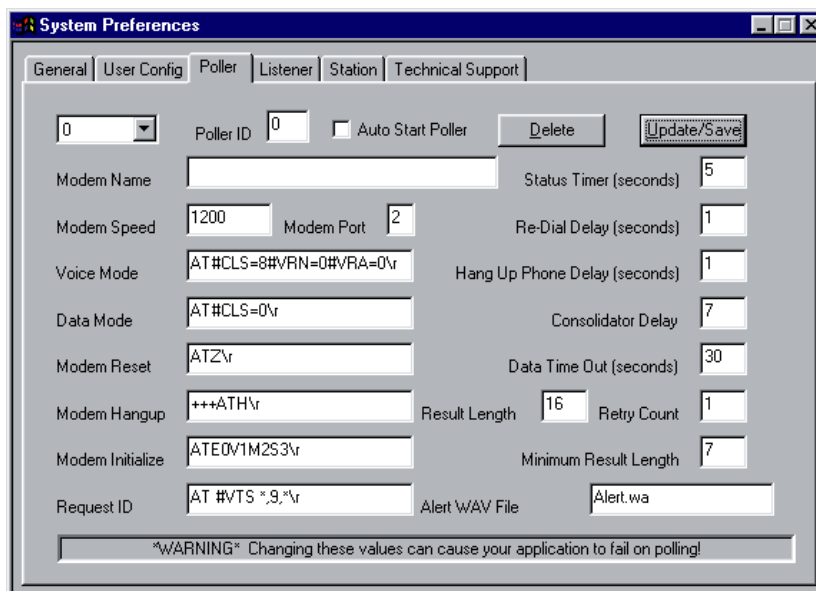 System Preferences
General User Config Poller Listener Station Technical Support
0 Poller ID 0 Auto Start Poller Delete Update/Save
Modem Name Status Timer (seconds) 5
Modem Speed 1200 Modem Port 2 Re-Dial Delay (seconds) 1
Voice Mode AT#CLS=8#VRN=0#VRA=0\r Hang Up Phone Delay (seconds) 1
Data Mode AT#CLS=0\r Consolidator Delay 7
Modem Reset ATZ\r Data Time Out (seconds) 30
Modem Hangup +++ATH\r Result Length 16 Retry Count 1
Modem Initialize ATE0V1M2S3\r Minimum Result Length 7
Request ID AT #VTS *,9,*\r Alert WAV File Alert.wa
*WARNING* Changing these values can cause your application to fail on polling!